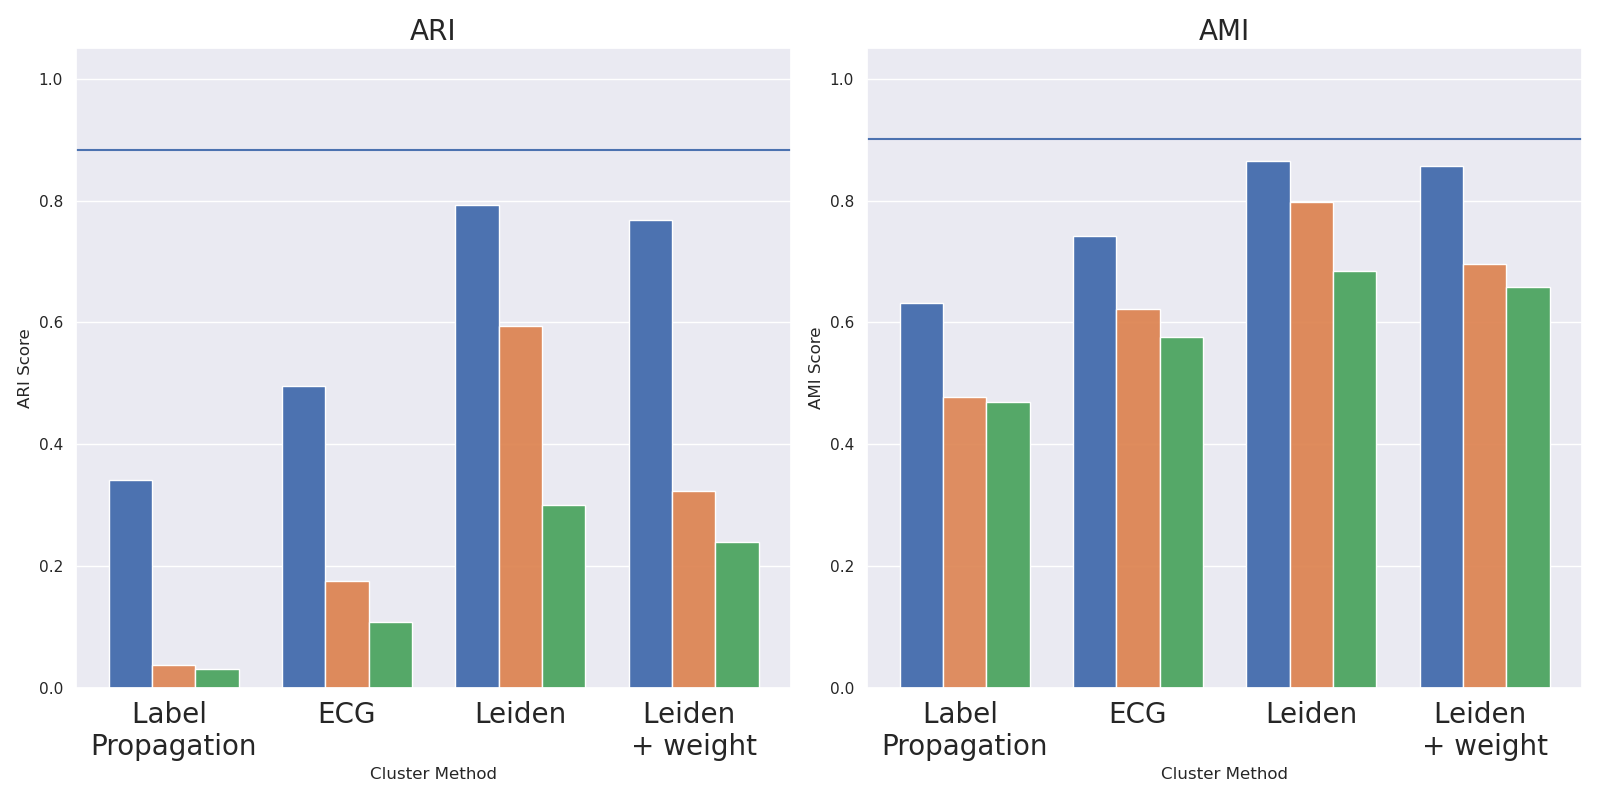 ARI
1.0
0.8
0.6
0.4
0.2
0.0
ARI Score
Label
Propagation
ECG
Leiden
Leiden
+ weight
Cluster Method
AMI
1.0
0.8
0.6
0.4
0.2
0.0
AMI Score
Label
Propagation
ECG
Leiden
Leiden
+ weight
Cluster Method